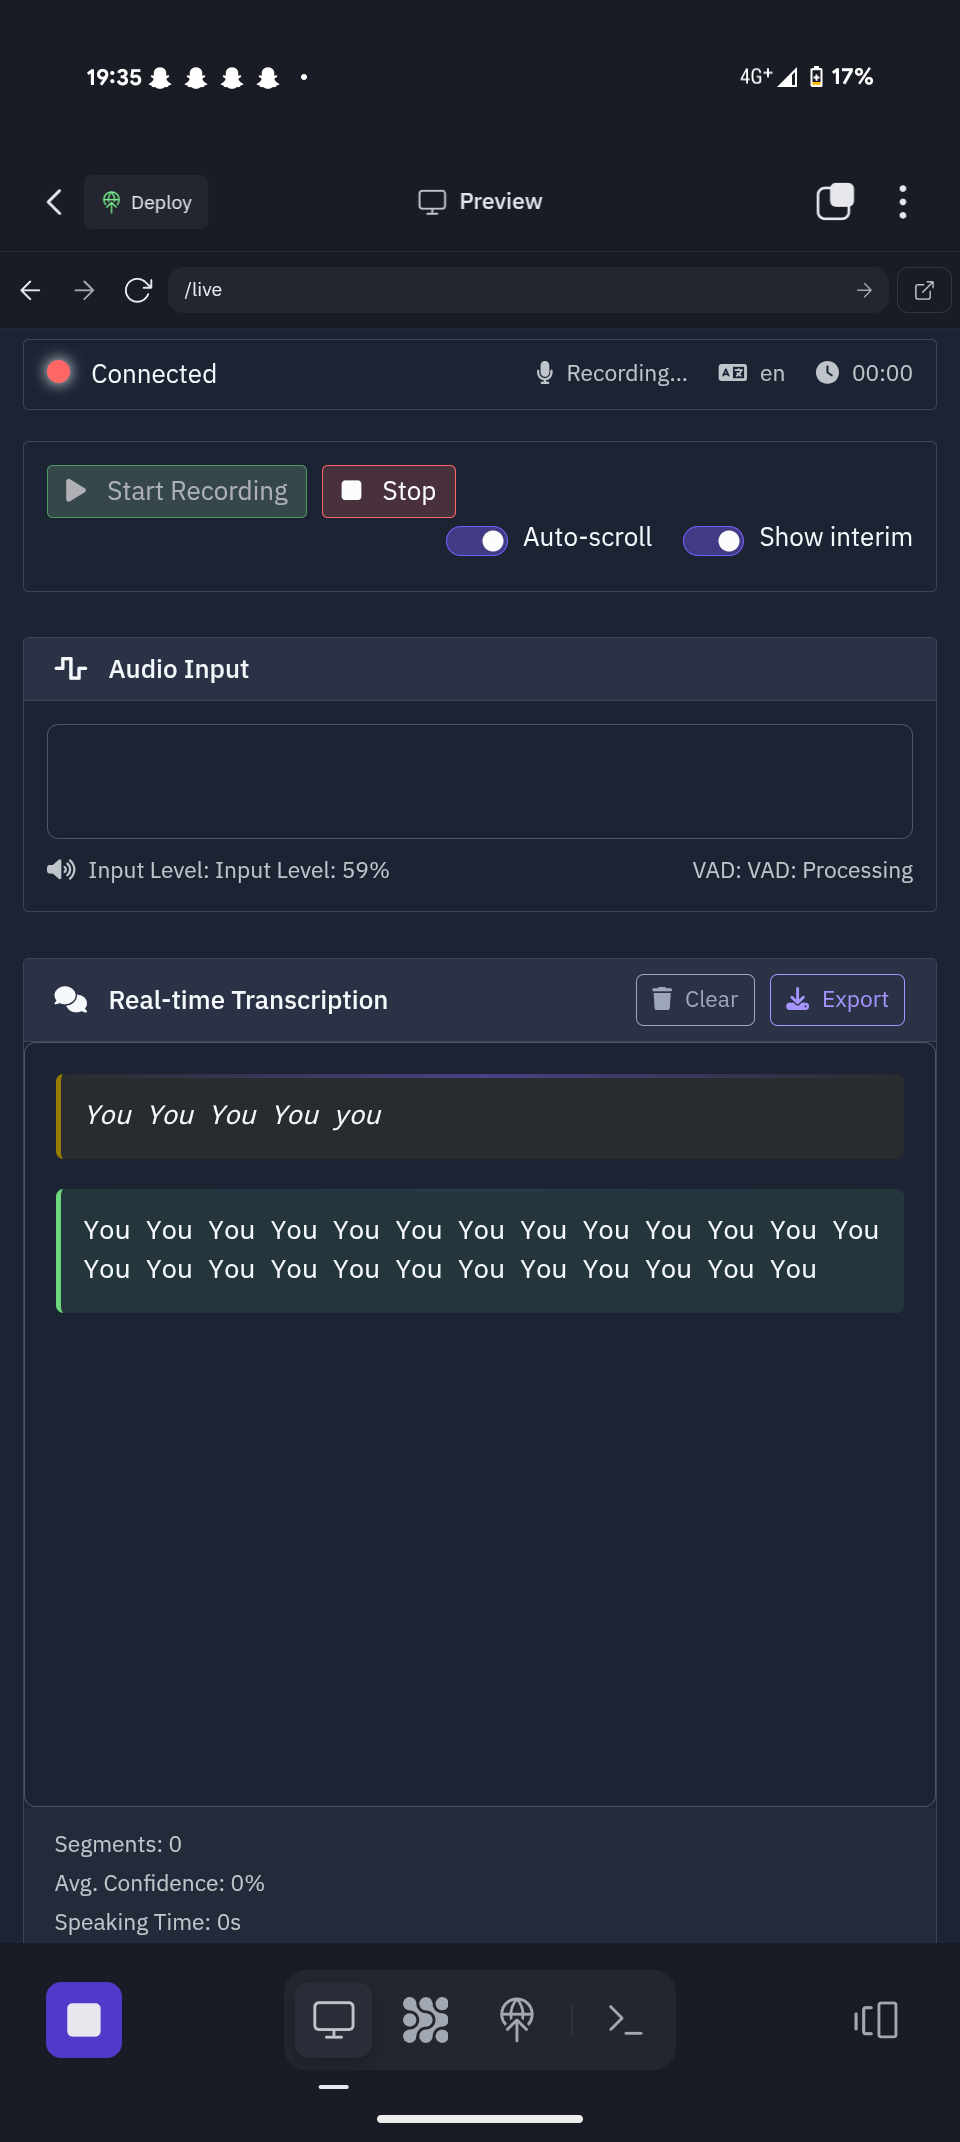 19:35
4G+ 17%
Deploy
Preview
/live
Connected
Recording...
en
00:00
Start Recording
Stop
Auto-scroll
Show interim
Audio Input
Input Level: Input Level: 59%
VAD: VAD: Processing
Real-time Transcription
Clear
Export
You You You You you
You You You You You You You You You You You You You
You You You You You You You You You You You You
Segments: 0
Avg. Confidence: 0%
Speaking Time: 0s